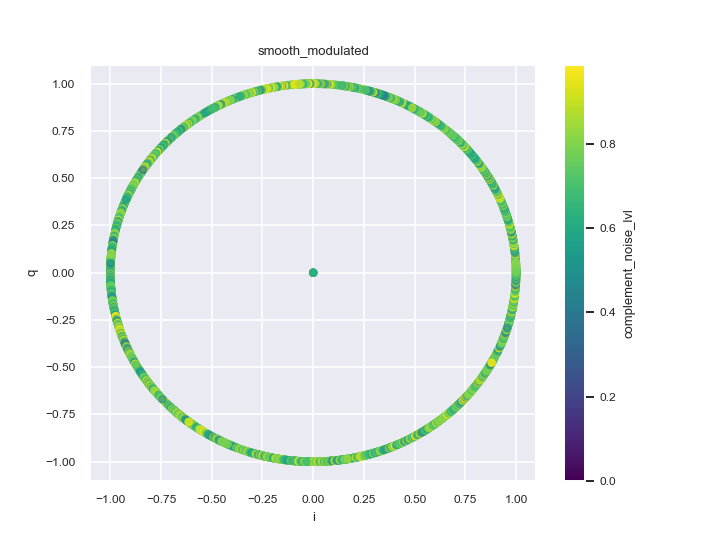 smooth_modulated
1.00
0.75
0.50
0.25
0.00
−0.25
−0.50
−0.75
−1.00
q
−1.00 −0.75 −0.50 −0.25 0.00 0.25 0.50 0.75 1.00
i
0.8
0.6
0.4
0.2
0.0
complement_noise_lvl